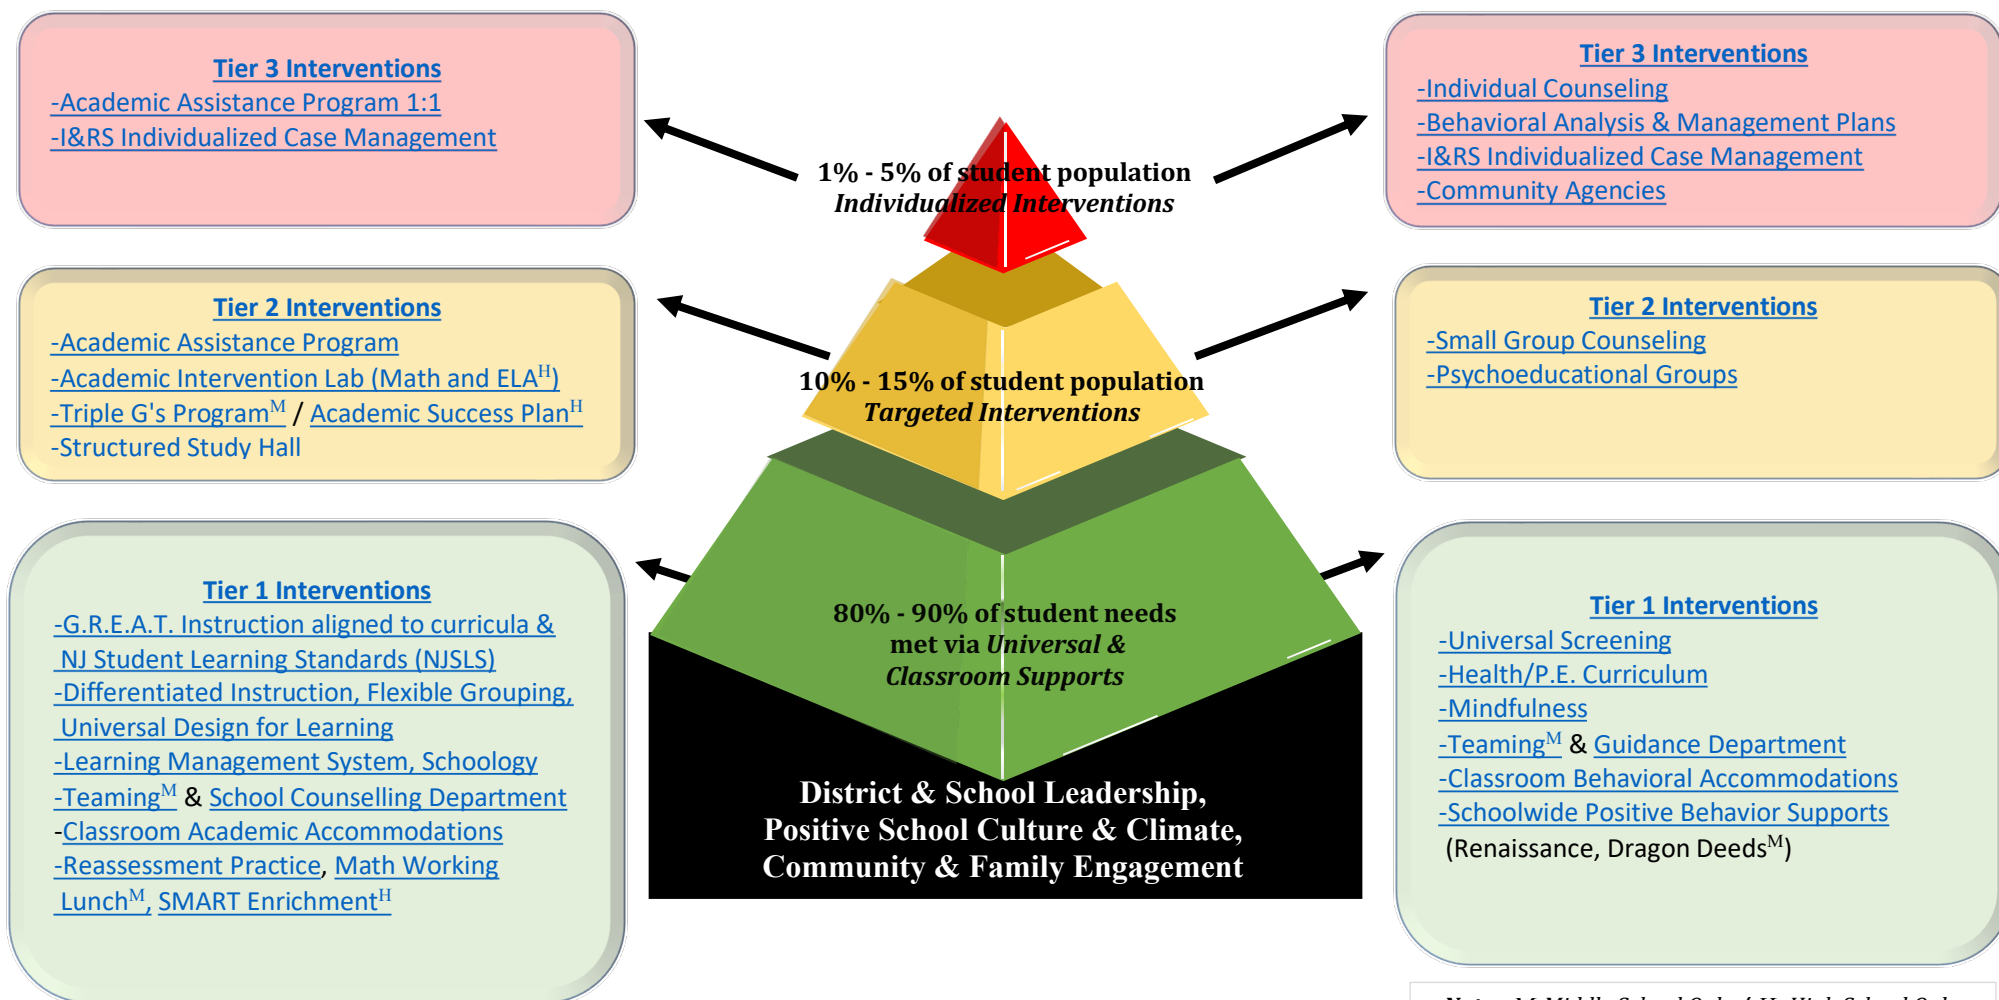 Tier 3 Interventions
-Academic Assistance Program 1:1
-I&RS Individualized Case Management
1% - 5% of student population
Individualized Interventions
Tier 3 Interventions
-Individual Counseling
-Behavioral Analysis & Management Plans
-I&RS Individualized Case Management
-Community Agencies
Tier 2 Interventions
-Academic Assistance Program
-Academic Intervention Lab (Math and ELAᴴ)
-Triple G's Programᴹ / Academic Success Planᴴ
-Structured Study Hall
10% - 15% of student population
Targeted Interventions
Tier 2 Interventions
-Small Group Counseling
-Psychoeducational Groups
Tier 1 Interventions
-G.R.E.A.T. Instruction aligned to curricula &
NJ Student Learning Standards (NJSLS)
-Differentiated Instruction, Flexible Grouping,
Universal Design for Learning
-Learning Management System, Schoology
-Teamingᴹ & School Counselling Department
-Classroom Academic Accommodations
-Reassessment Practice, Math Working
Lunchᴹ, SMART Enrichmentᴴ
80% - 90% of student needs
met via Universal &
Classroom Supports
District & School Leadership,
Positive School Culture & Climate,
Community & Family Engagement
Tier 1 Interventions
-Universal Screening
-Health/P.E. Curriculum
-Mindfulness
-Teamingᴹ & Guidance Department
-Classroom Behavioral Accommodations
-Schoolwide Positive Behavior Supports
(Renaissance, Dragon Deedsᴹ)